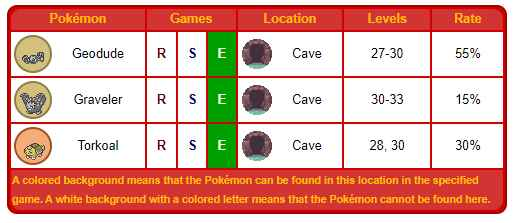 Pokémon Games Location Levels Rate
Geodude R S E Cave 27-30 55%
Graveler R S E Cave 30-33 15%
Torkoal R S E Cave 28, 30 30%
A colored background means that the Pokémon can be found in this location in the specified
game. A white background with a colored letter means that the Pokémon cannot be found here.